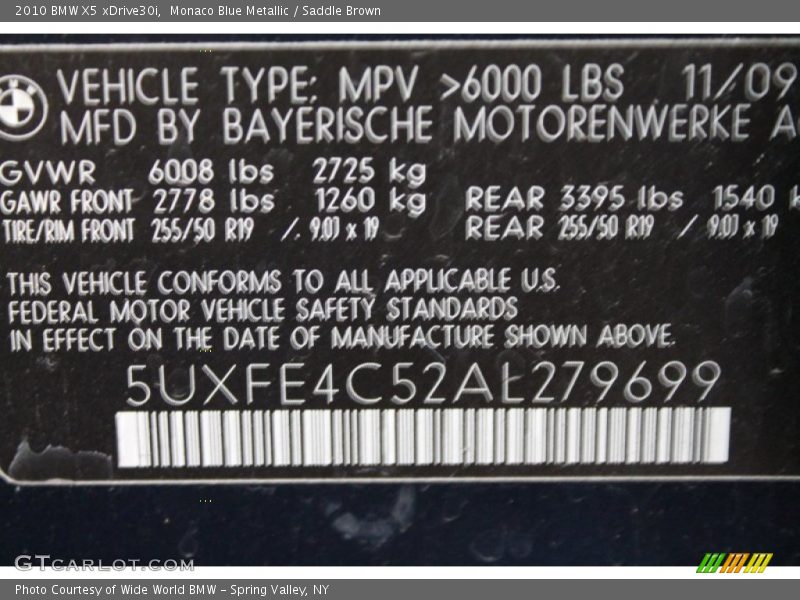 2010 BMW X5 xDrive30i, Monaco Blue Metallic / Saddle Brown
VEHICLE TYPE: MPV >6000 LBS 11/09
MFD BY BAYERISCHE MOTORENWERKE A
GVWR 6008 lbs 2725 kg
GAWR FRONT 2778 lbs 1260 kg REAR 3395 lbs 1540 k
TIRE/RIM FRONT 255/50 R19 / 9.0J x 19 REAR 255/50 R19 / 9.0J x 19
THIS VEHICLE CONFORMS TO ALL APPLICABLE U.S.
FEDERAL MOTOR VEHICLE SAFETY STANDARDS
IN EFFECT ON THE DATE OF MANUFACTURE SHOWN ABOVE.
5UXFE4C52AL279699
GTCARLOT.COM
Photo Courtesy of Wide World BMW - Spring Valley, NY